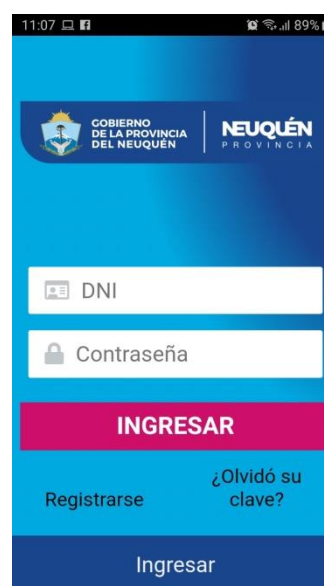 11:07 89%
GOBIERNO
DE LA PROVINCIA
DEL NEUQUÉN
NEUQUÉN
PROVINCIA
DNI
Contraseña
INGRESAR
Registrarse
¿Olvidó su
clave?
Ingresar